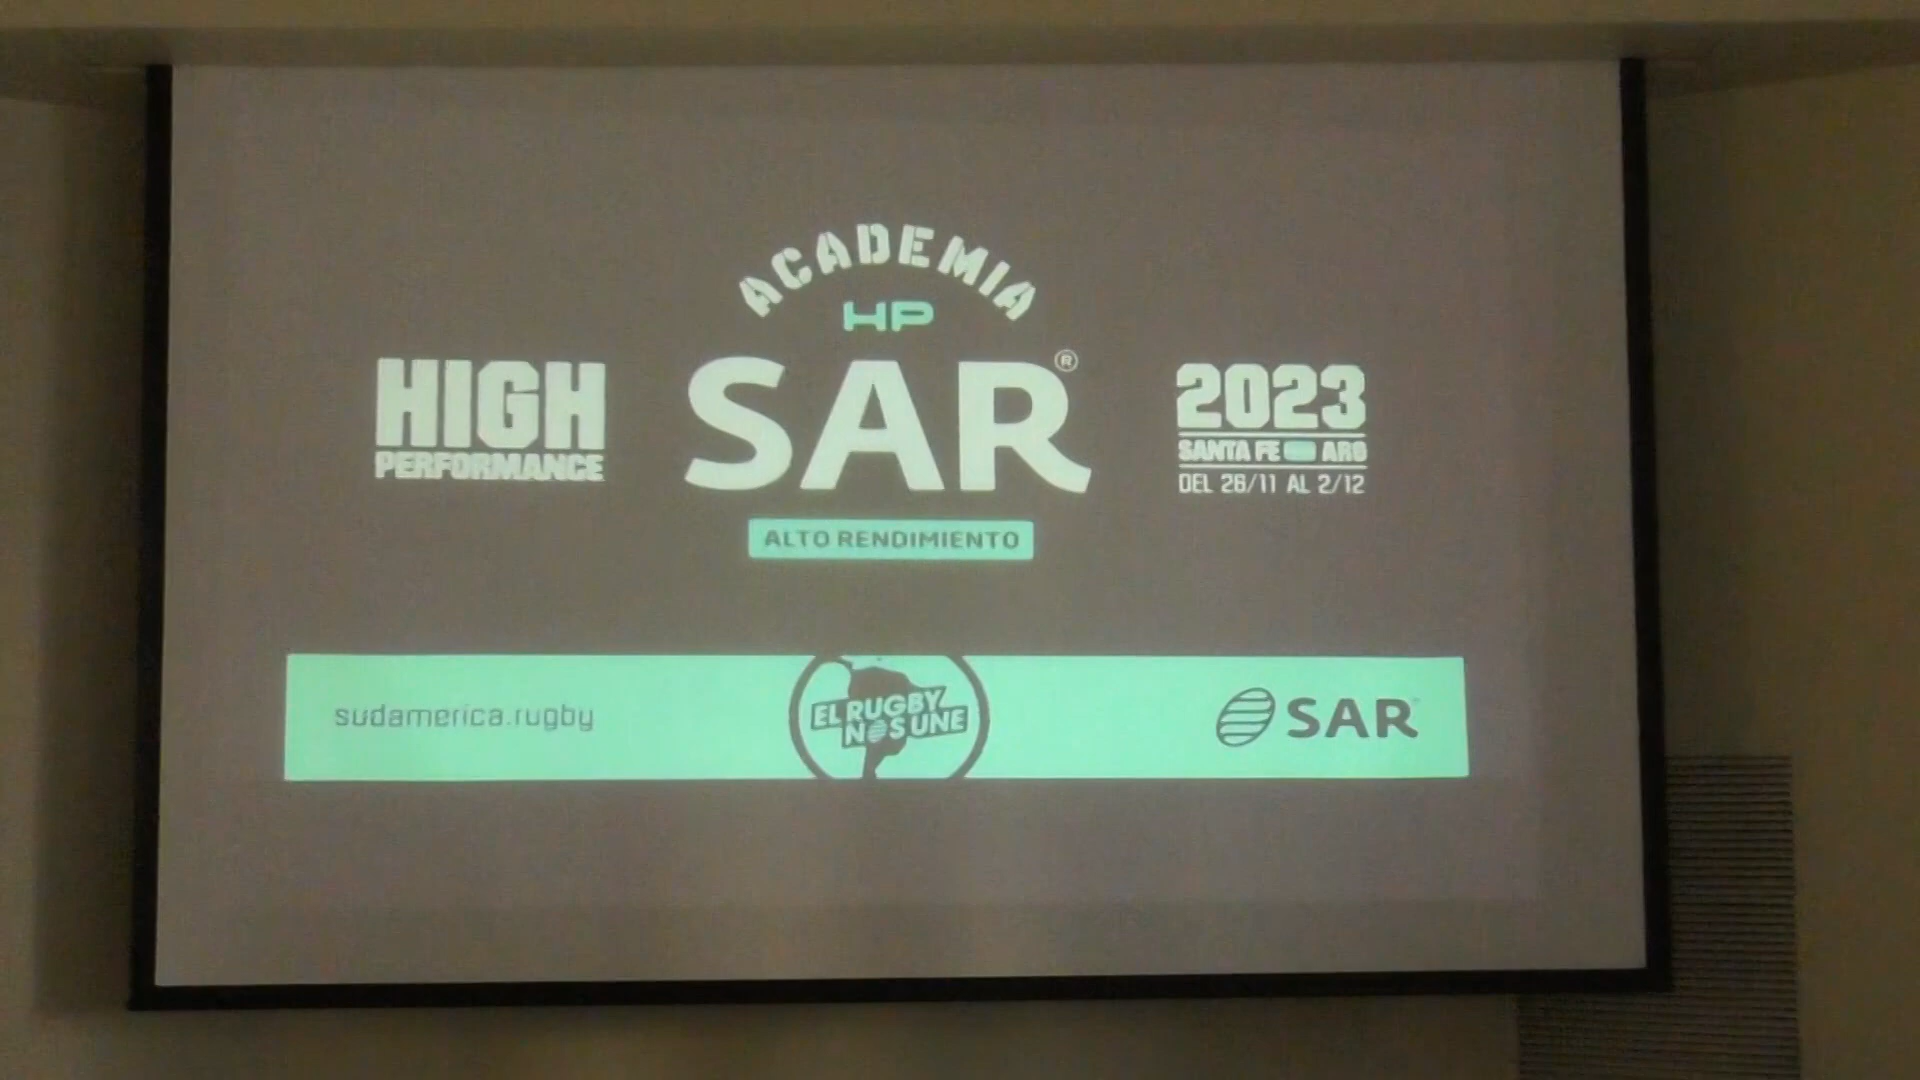 ACADEMIA
HP
SAR®
ALTO RENDIMIENTO
HIGH
PERFORMANCE
2023
SANTA FE ARG
DEL 26/11 AL 2/12
sudamerica.rugby
EL RUGBY
NOS UNE
SAR